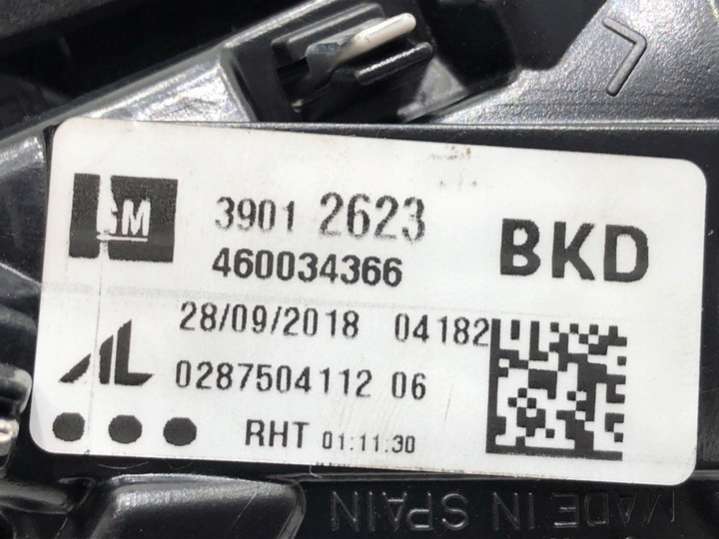 GM
3901 2623
BKD
460034366
28/09/2018 04182
AL
0287504112 06
RHT 01:11:30
MADE IN SPAIN